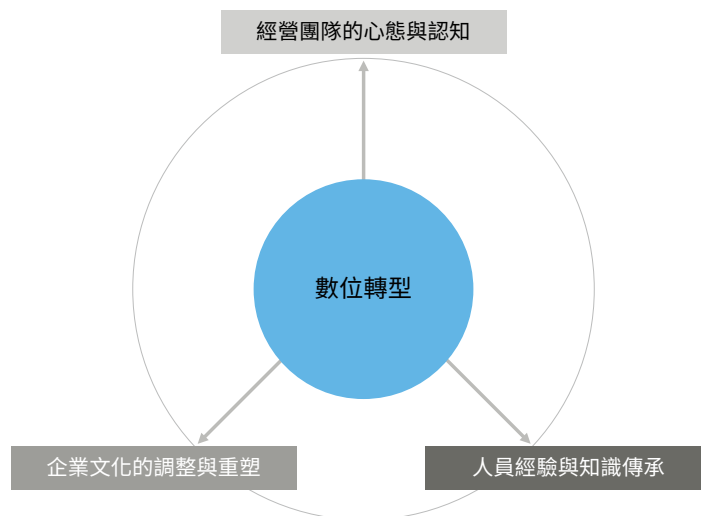 經營團隊的心態與認知
數位轉型
企業文化的調整與重塑
人員經驗與知識傳承